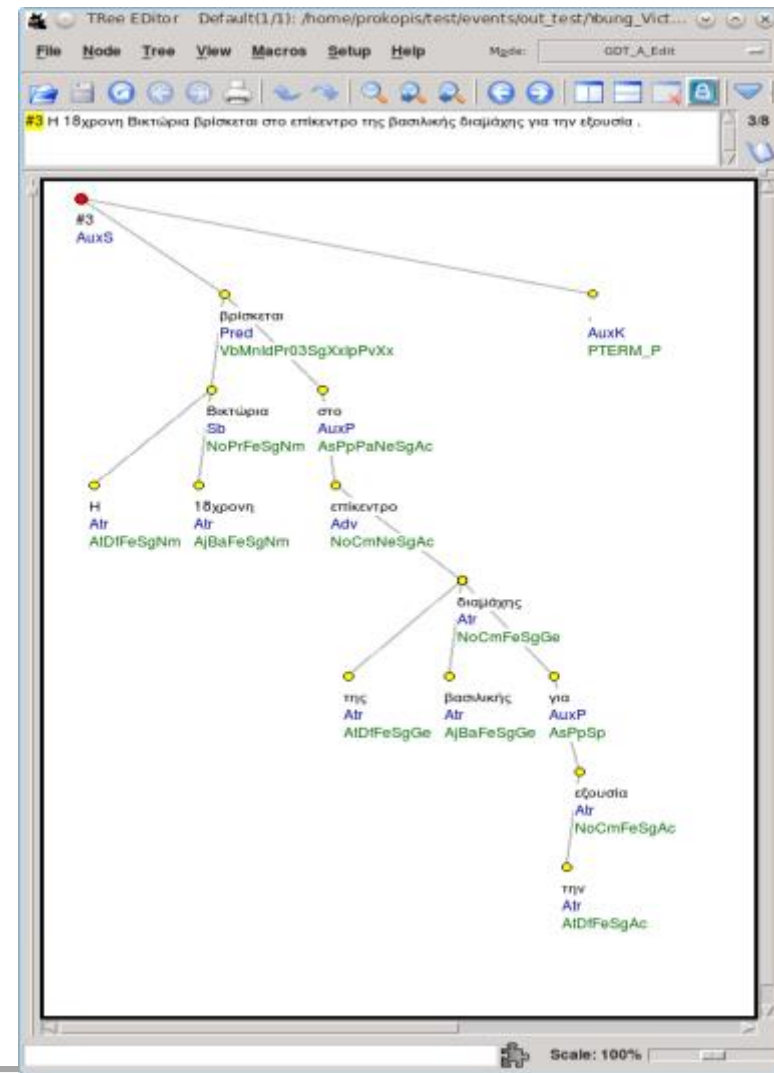 TRee EDitor Default(1/1): /home/prokopis/test/events/out_test/Young_Vict...
File Node Tree View Macros Setup Help Mode: GDT_A_Edit
#3 Η 18χρονη Βικτώρια βρίσκεται στο επίκεντρο της βασιλικής διαμάχης για την εξουσία .
3/8
#3
AuxS
βρίσκεται
Pred
VbMnIdPr03SgXxIpPvXx
.
AuxK
PTERM_P
Βικτώρια
Sb
NoPrFeSgNm
στο
AuxP
AsPpPaNeSgAc
Η
Atr
AtDfFeSgNm
18χρονη
Atr
AjBaFeSgNm
επίκεντρο
Adv
NoCmNeSgAc
διαμάχης
Atr
NoCmFeSgGe
της
Atr
AtDfFeSgGe
βασιλικής
Atr
AjBaFeSgGe
για
AuxP
AsPpSp
εξουσία
Atr
NoCmFeSgAc
την
Atr
AtDfFeSgAc
Scale: 100%